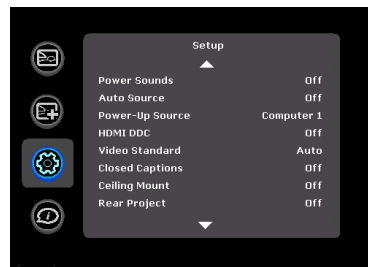 Setup
Power Sounds Off
Auto Source Off
Power-Up Source Computer 1
HDMI DDC Off
Video Standard Auto
Closed Captions Off
Ceiling Mount Off
Rear Project Off